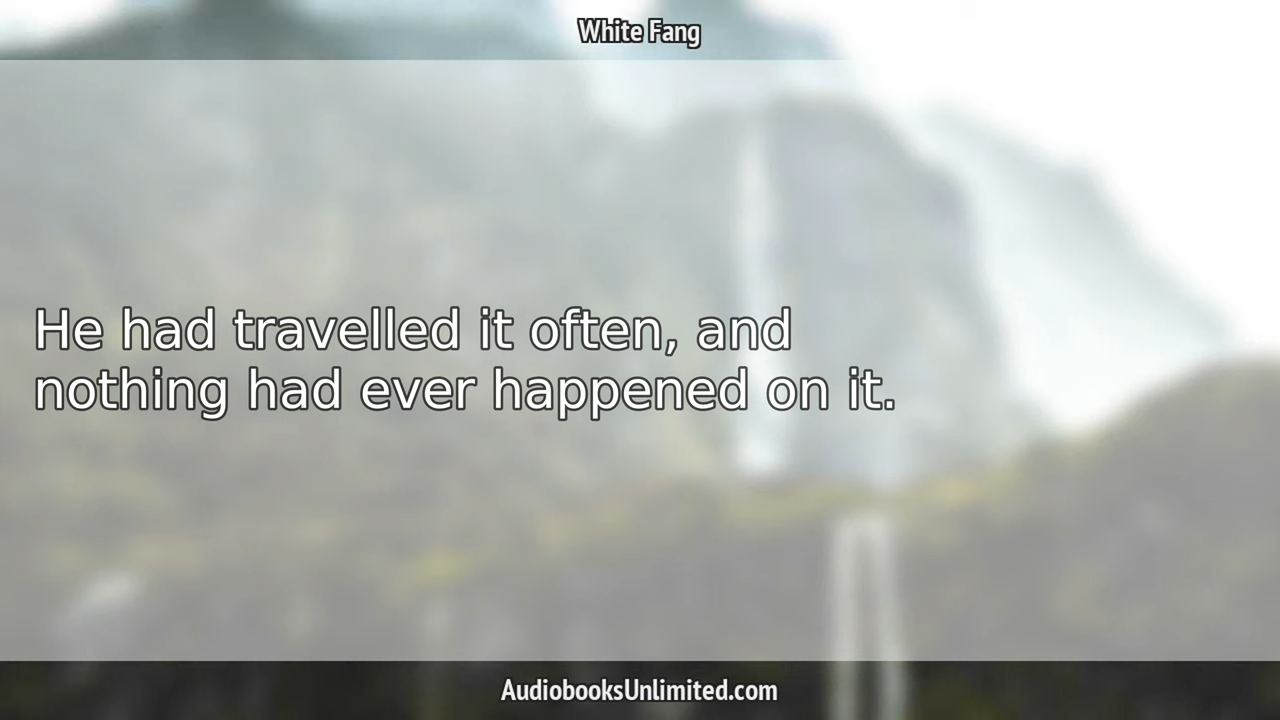 White Fang
He had travelled it often, and
nothing had ever happened on it.
AudiobooksUnlimited.com